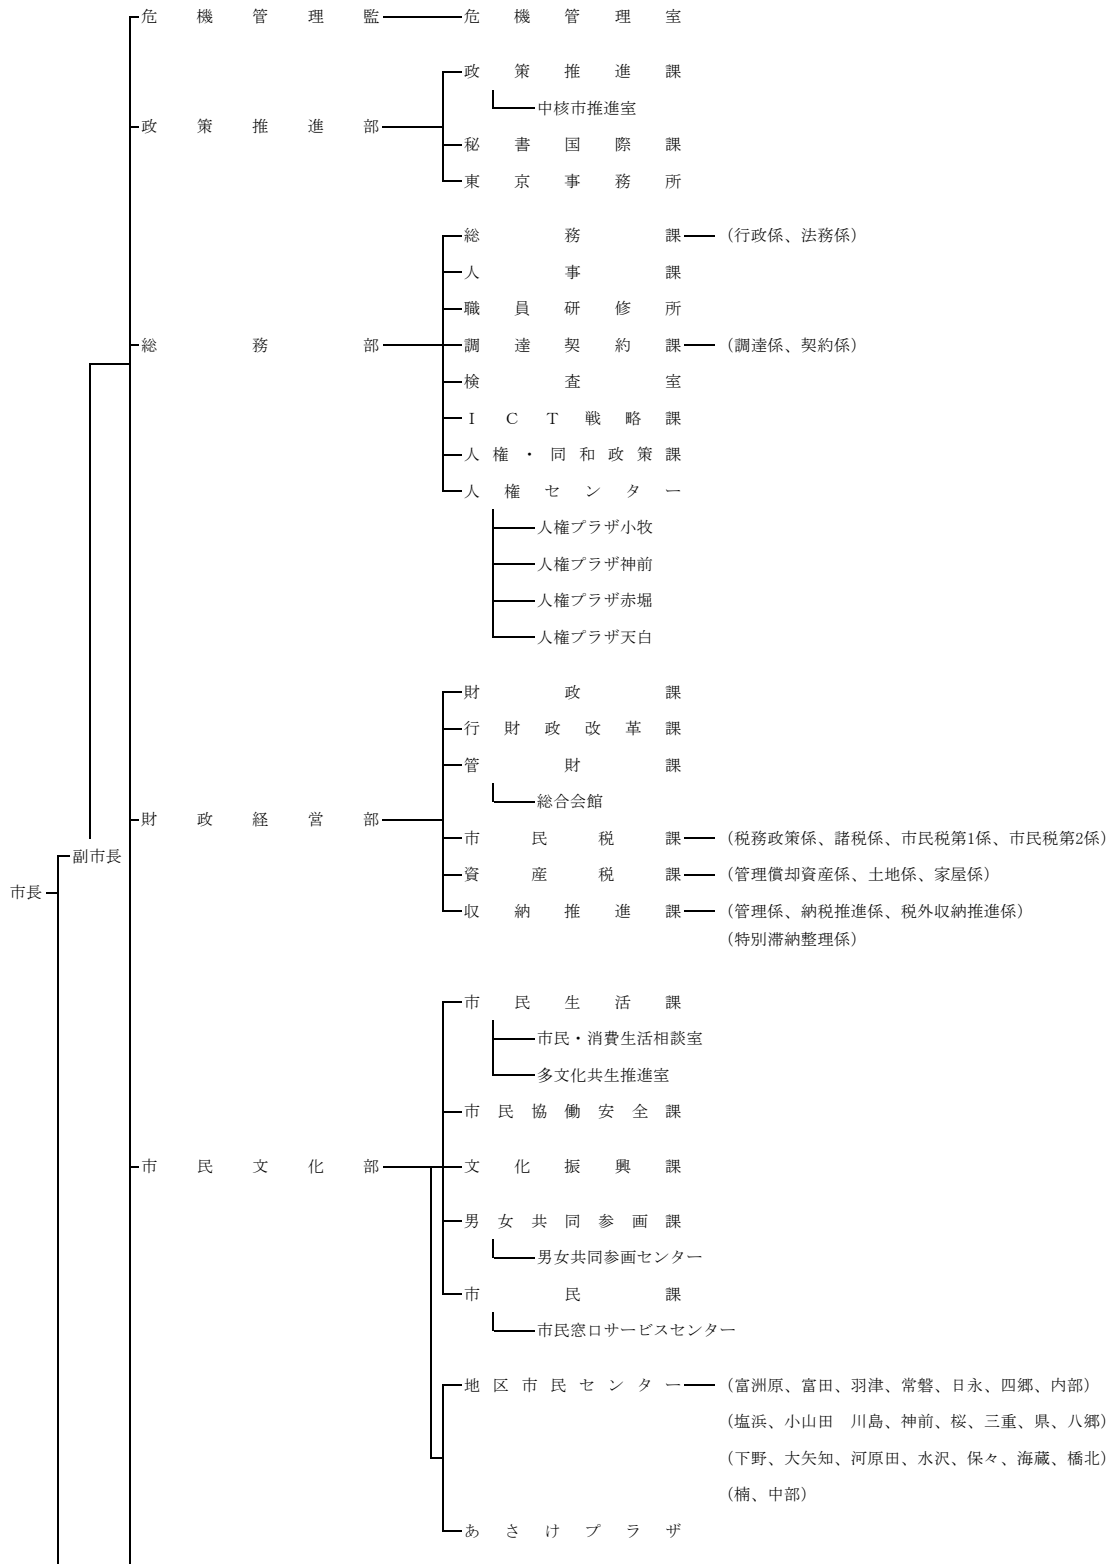 危機管理監 危機管理室
政策推進課
中核市推進室
政策推進部
秘書国際課
東京事務所
総務課 (行政係、法務係)
人事課
職員研修所
総務部 調達契約課 (調達係、契約係)
検査室
ICT戦略課
人権・同和政策課
人権センター
人権プラザ小牧
人権プラザ神前
人権プラザ赤堀
人権プラザ天白
財政課
行財政改革課
管財課
総合会館
財政経営部
市民税課 (税務政策係、諸税係、市民税第1係、市民税第2係)
副市長
資産税課 (管理償却資産係、土地係、家屋係)
市長
収納推進課 (管理係、納税推進係、税外収納推進係)
(特別滞納整理係)
市民生活課
市民・消費生活相談室
多文化共生推進室
市民協働安全課
市民文化部 文化振興課
男女共同参画課
男女共同参画センター
市民課
市民窓口サービスセンター
地区市民センター (富洲原、富田、羽津、常磐、日永、四郷、内部)
(塩浜、小山田 川島、神前、桜、三重、県、八郷)
(下野、大矢知、河原田、水沢、保々、海蔵、橋北)
(楠、中部)
あさけプラザ